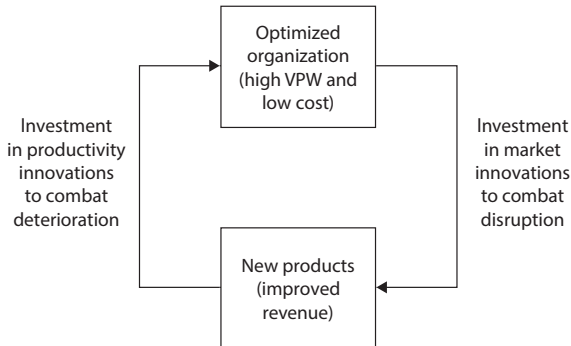 Optimized
organization
(high VPW and
low cost)
Investment
in productivity
innovations
to combat
deterioration
Investment
in market
innovations
to combat
disruption
New products
(improved
revenue)